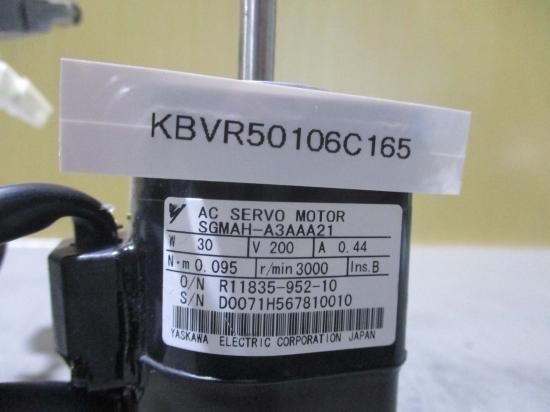 KBVR50106C165
AC SERVO MOTOR
SGMAH-A3AAA21
W 30 V 200 A 0.44
N·m 0.095 r/min 3000 Ins. B
O/N R11835-952-10
S/N D0071H567810010
YASKAWA ELECTRIC CORPORATION JAPAN